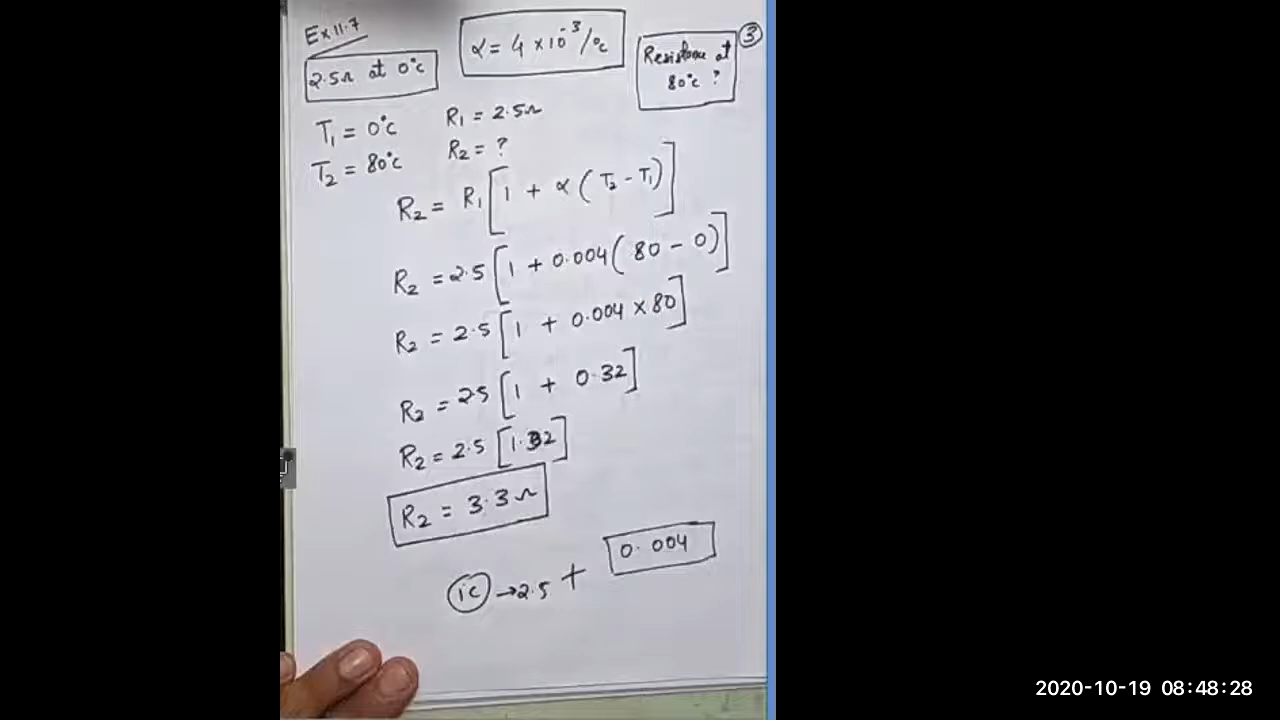 Ex 11.7
2.5Ω at 0°c
α = 4 × 10⁻³/°c
Resistance at
80°c ?
3
T₁ = 0°c R₁ = 2.5Ω
T₂ = 80°c R₂ = ?
R₂ = R₁ [1 + α (T₂ - T₁)]
R₂ = 2.5 [1 + 0.004 (80 - 0)]
R₂ = 2.5 [1 + 0.004 × 80]
R₂ = 2.5 [1 + 0.32]
R₂ = 2.5 [1.32]
R₂ = 3.3 Ω
1c → 2.5 + 0.004
2020-10-19 08:48:28